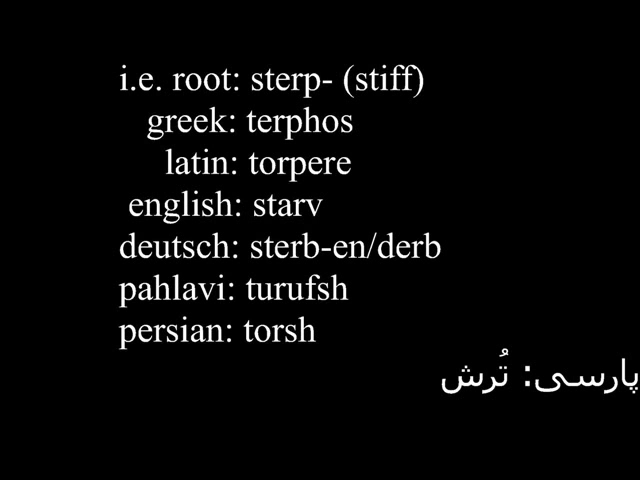 i.e. root: sterp- (stiff)
greek: terphos
latin: torpere
english: starv
deutsch: sterb-en/derb
pahlavi: turufsh
persian: torsh
پارسی: تُرش